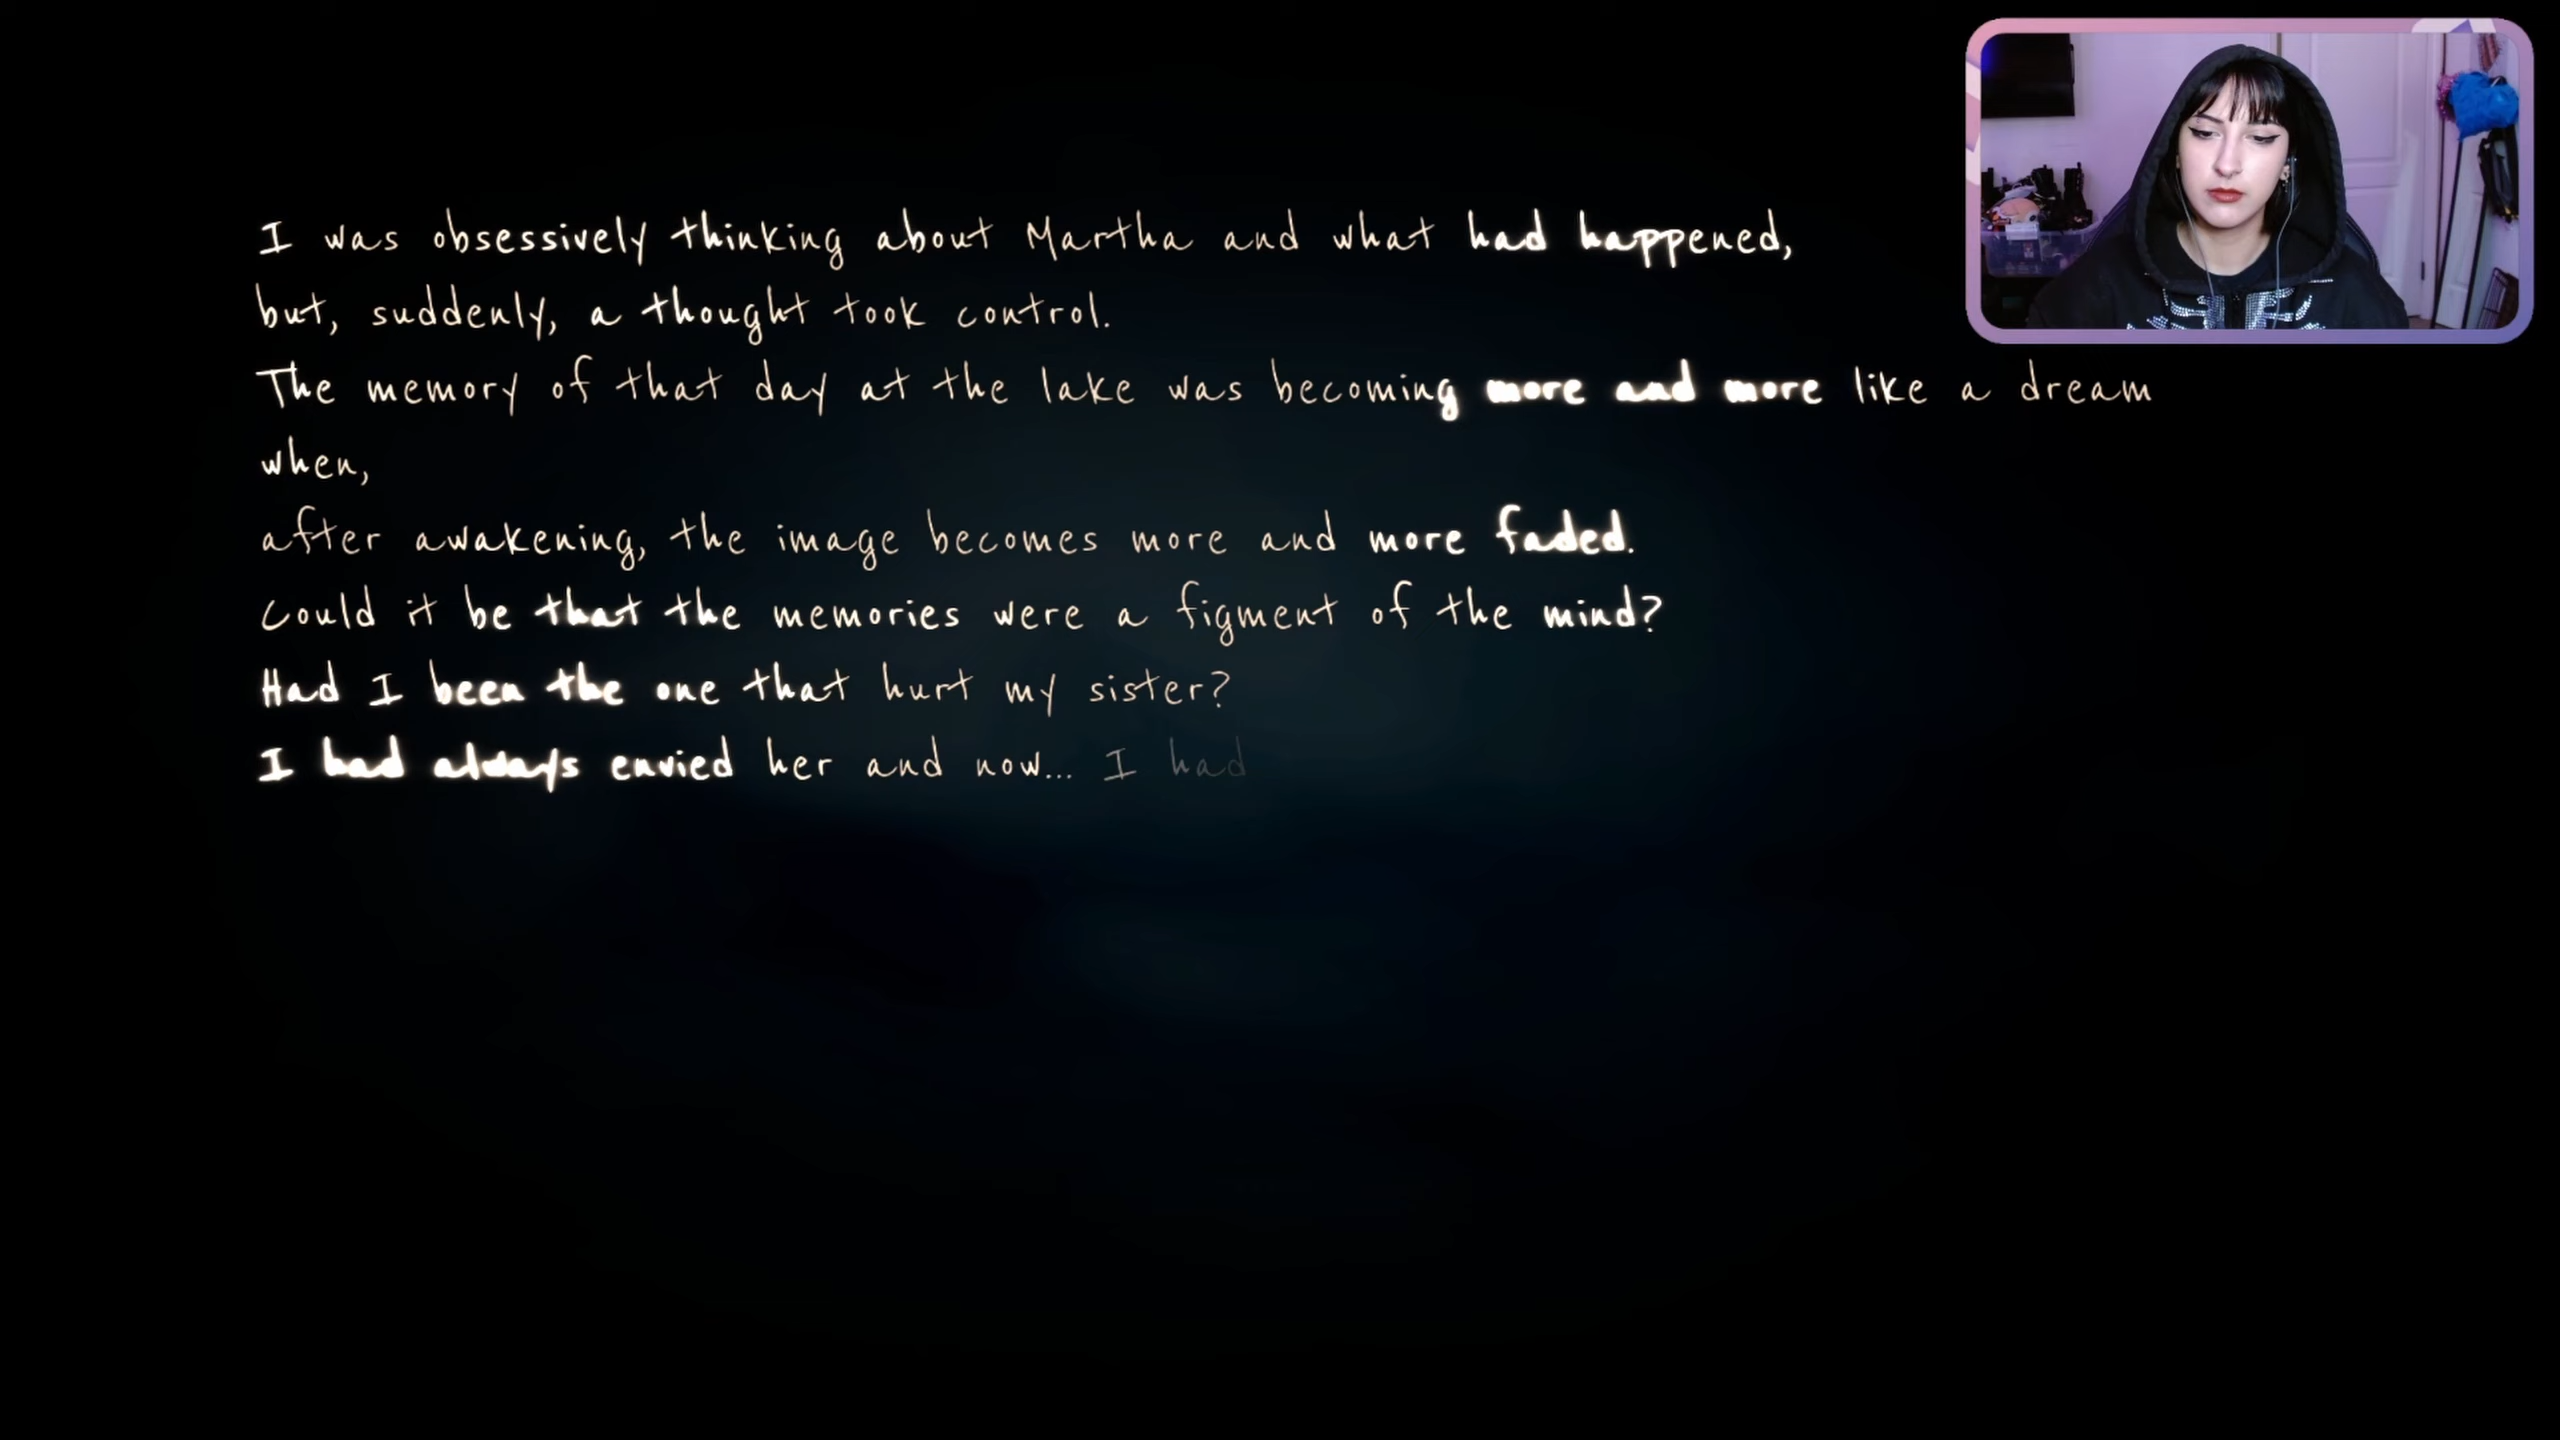 I was obsessively thinking about Martha and what had happened,
but, suddenly, a thought took control.
The memory of that day at the lake was becoming more and more like a dream
when,
after awakening, the image becomes more and more faded.
Could it be that the memories were a figment of the mind?
Had I been the one that hurt my sister?
I had always envied her and now... I had